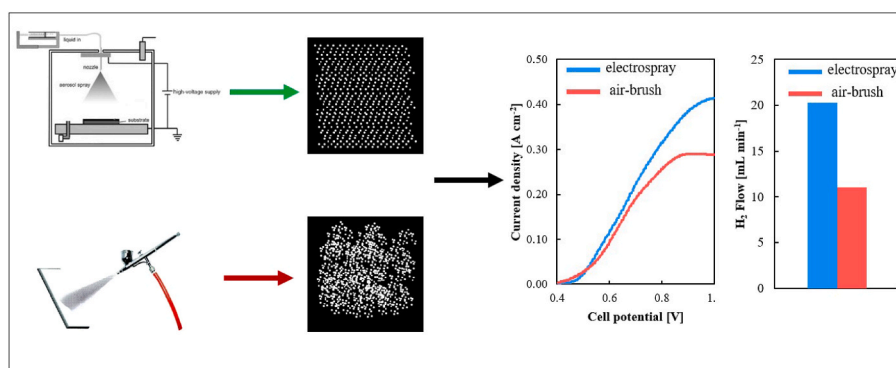 liquid in
nozzle
aerosol spray
high-voltage supply
substrate
Current density [A cm⁻²]
0.50
0.40
0.30
0.20
0.10
0.00
electrospray
air-brush
0.4
0.6
0.8
1.
Cell potential [V]
H₂ Flow [mL min⁻¹]
25
20
15
10
5
0
electrospray
air-brush